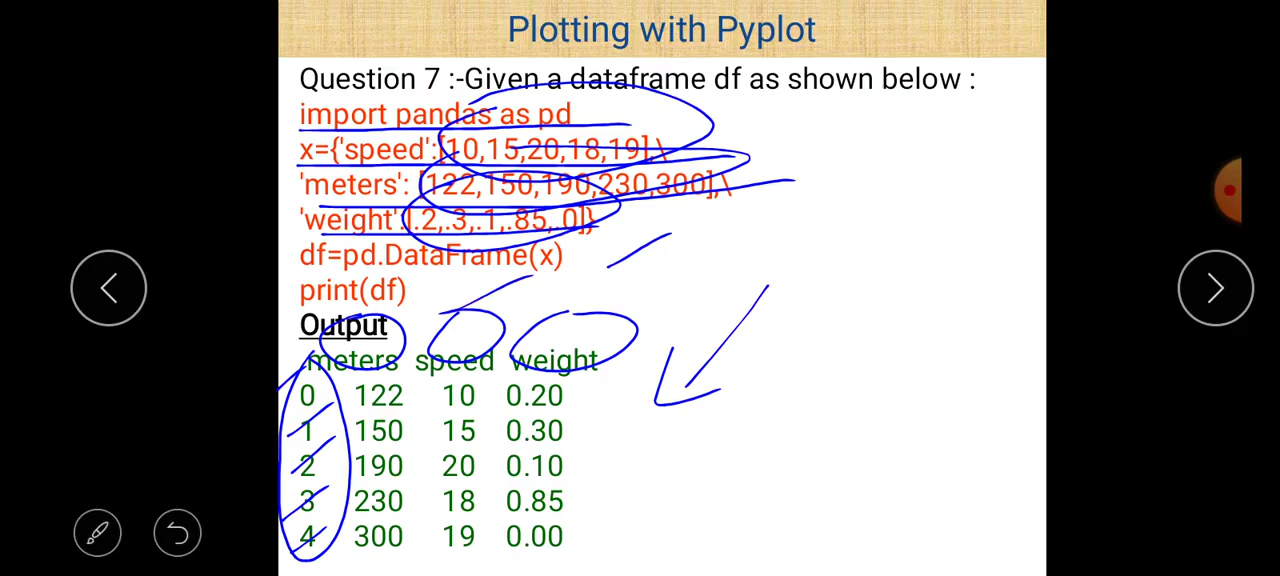 Plotting with Pyplot
Question 7 :-Given a dataframe df as shown below :
import pandas as pd
x={'speed':[10,15,20,18,19],\
'meters': [122,150,190,230,300],\
'weight':[.2,.3,.1,.85,.0]}
df=pd.DataFrame(x)
print(df)
Output
meters speed weight
0 122 10 0.20
1 150 15 0.30
2 190 20 0.10
3 230 18 0.85
4 300 19 0.00